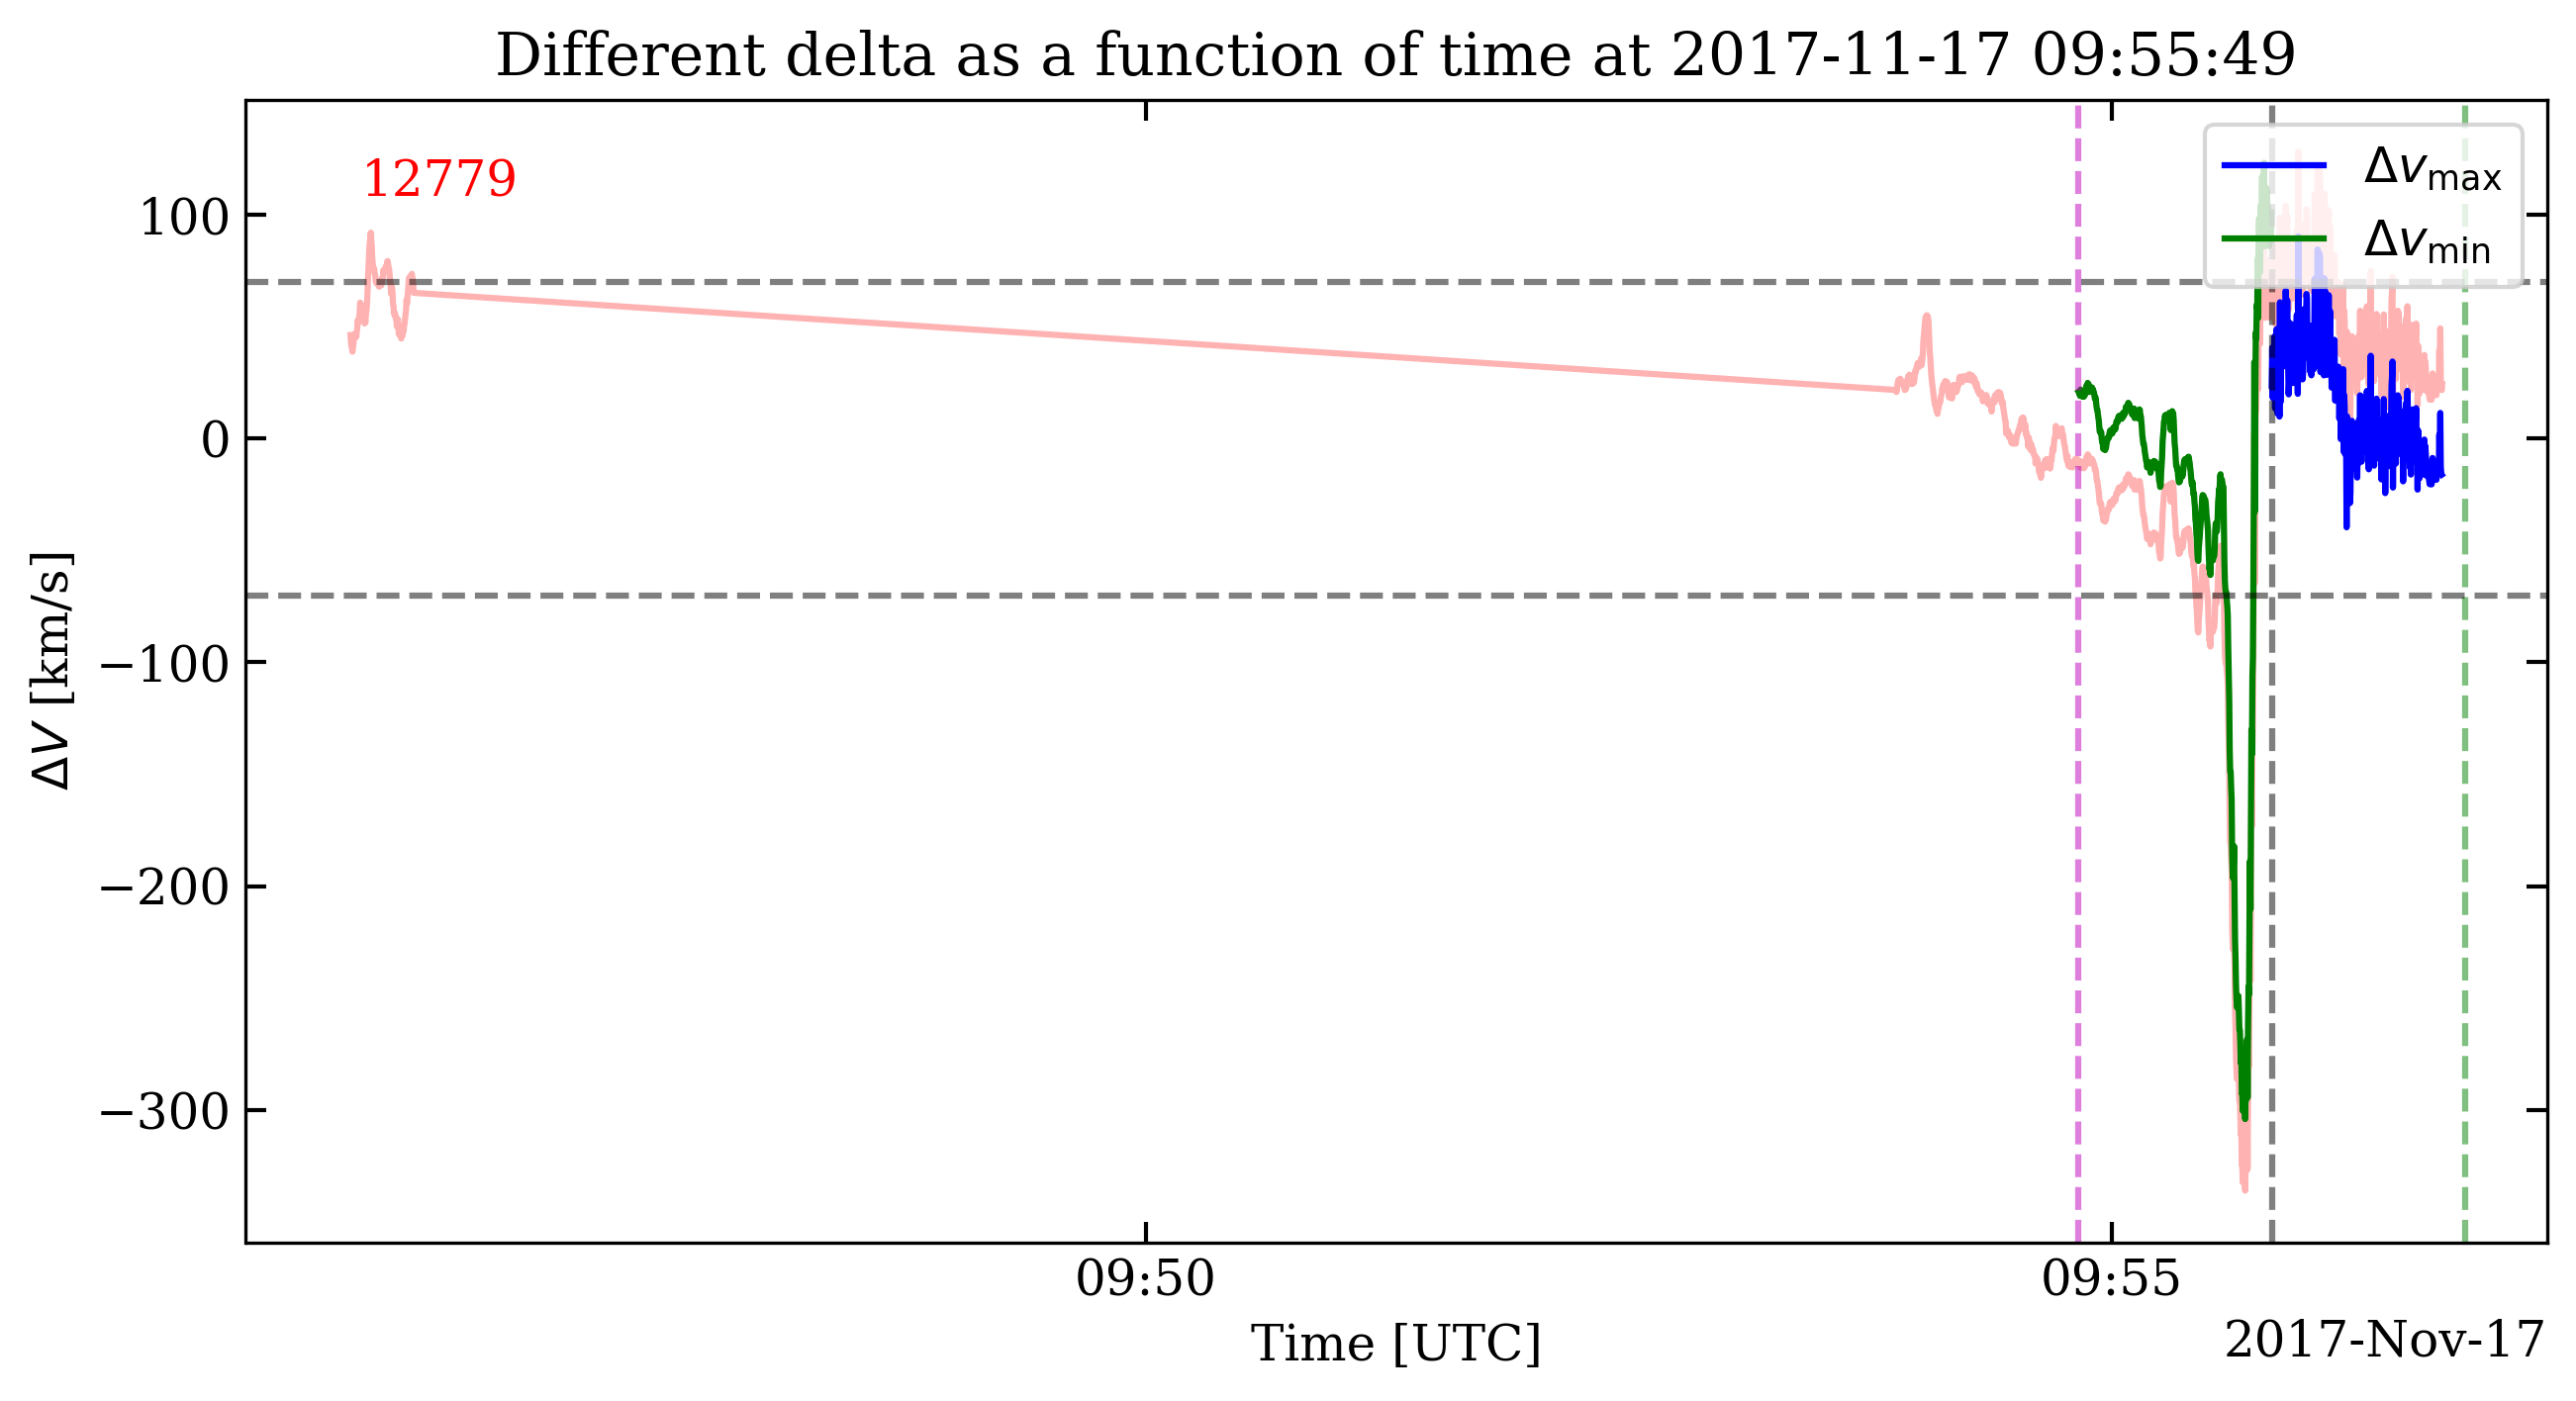 Different delta as a function of time at 2017-11-17 09:55:49
12779
Δv_max
Δv_min
100
0
−100
−200
−300
ΔV [km/s]
09:50
09:55
Time [UTC]
2017-Nov-17